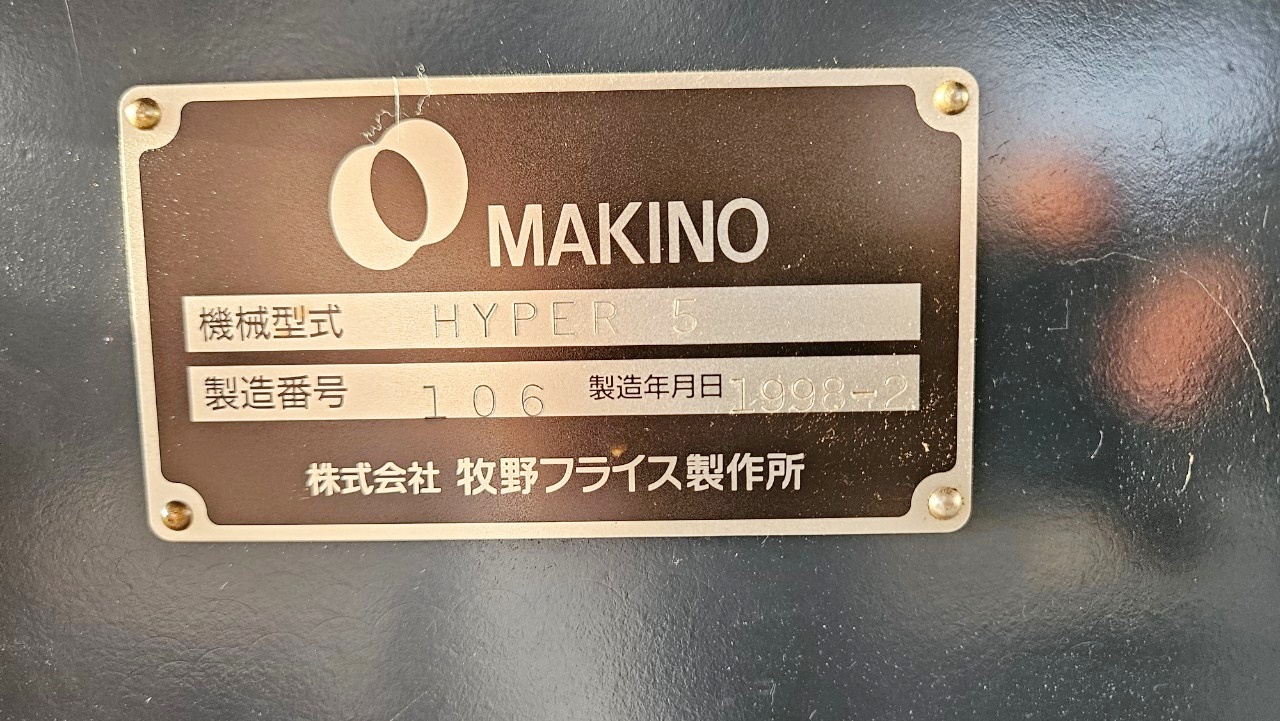 MAKINO
機械型式 HYPER 5
製造番号 106 製造年月日 1998-2
株式会社 牧野フライス製作所